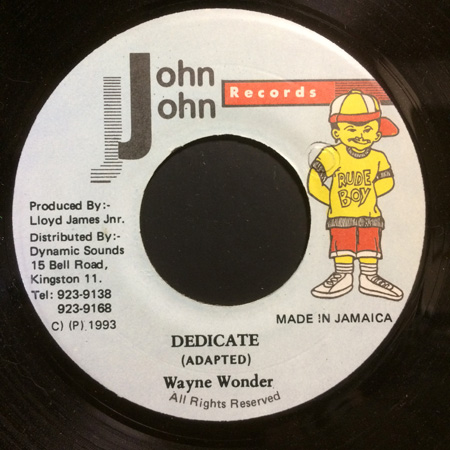 John
John
Records
RUDE
BOY
Produced By:-
Lloyd James Jnr.
Distributed By:-
Dynamic Sounds
15 Bell Road,
Kingston 11.
Tel: 923-9138
923-9168
C) (P). 1993
MADE IN JAMAICA
DEDICATE
(ADAPTED)
Wayne Wonder
All Rights Reserved